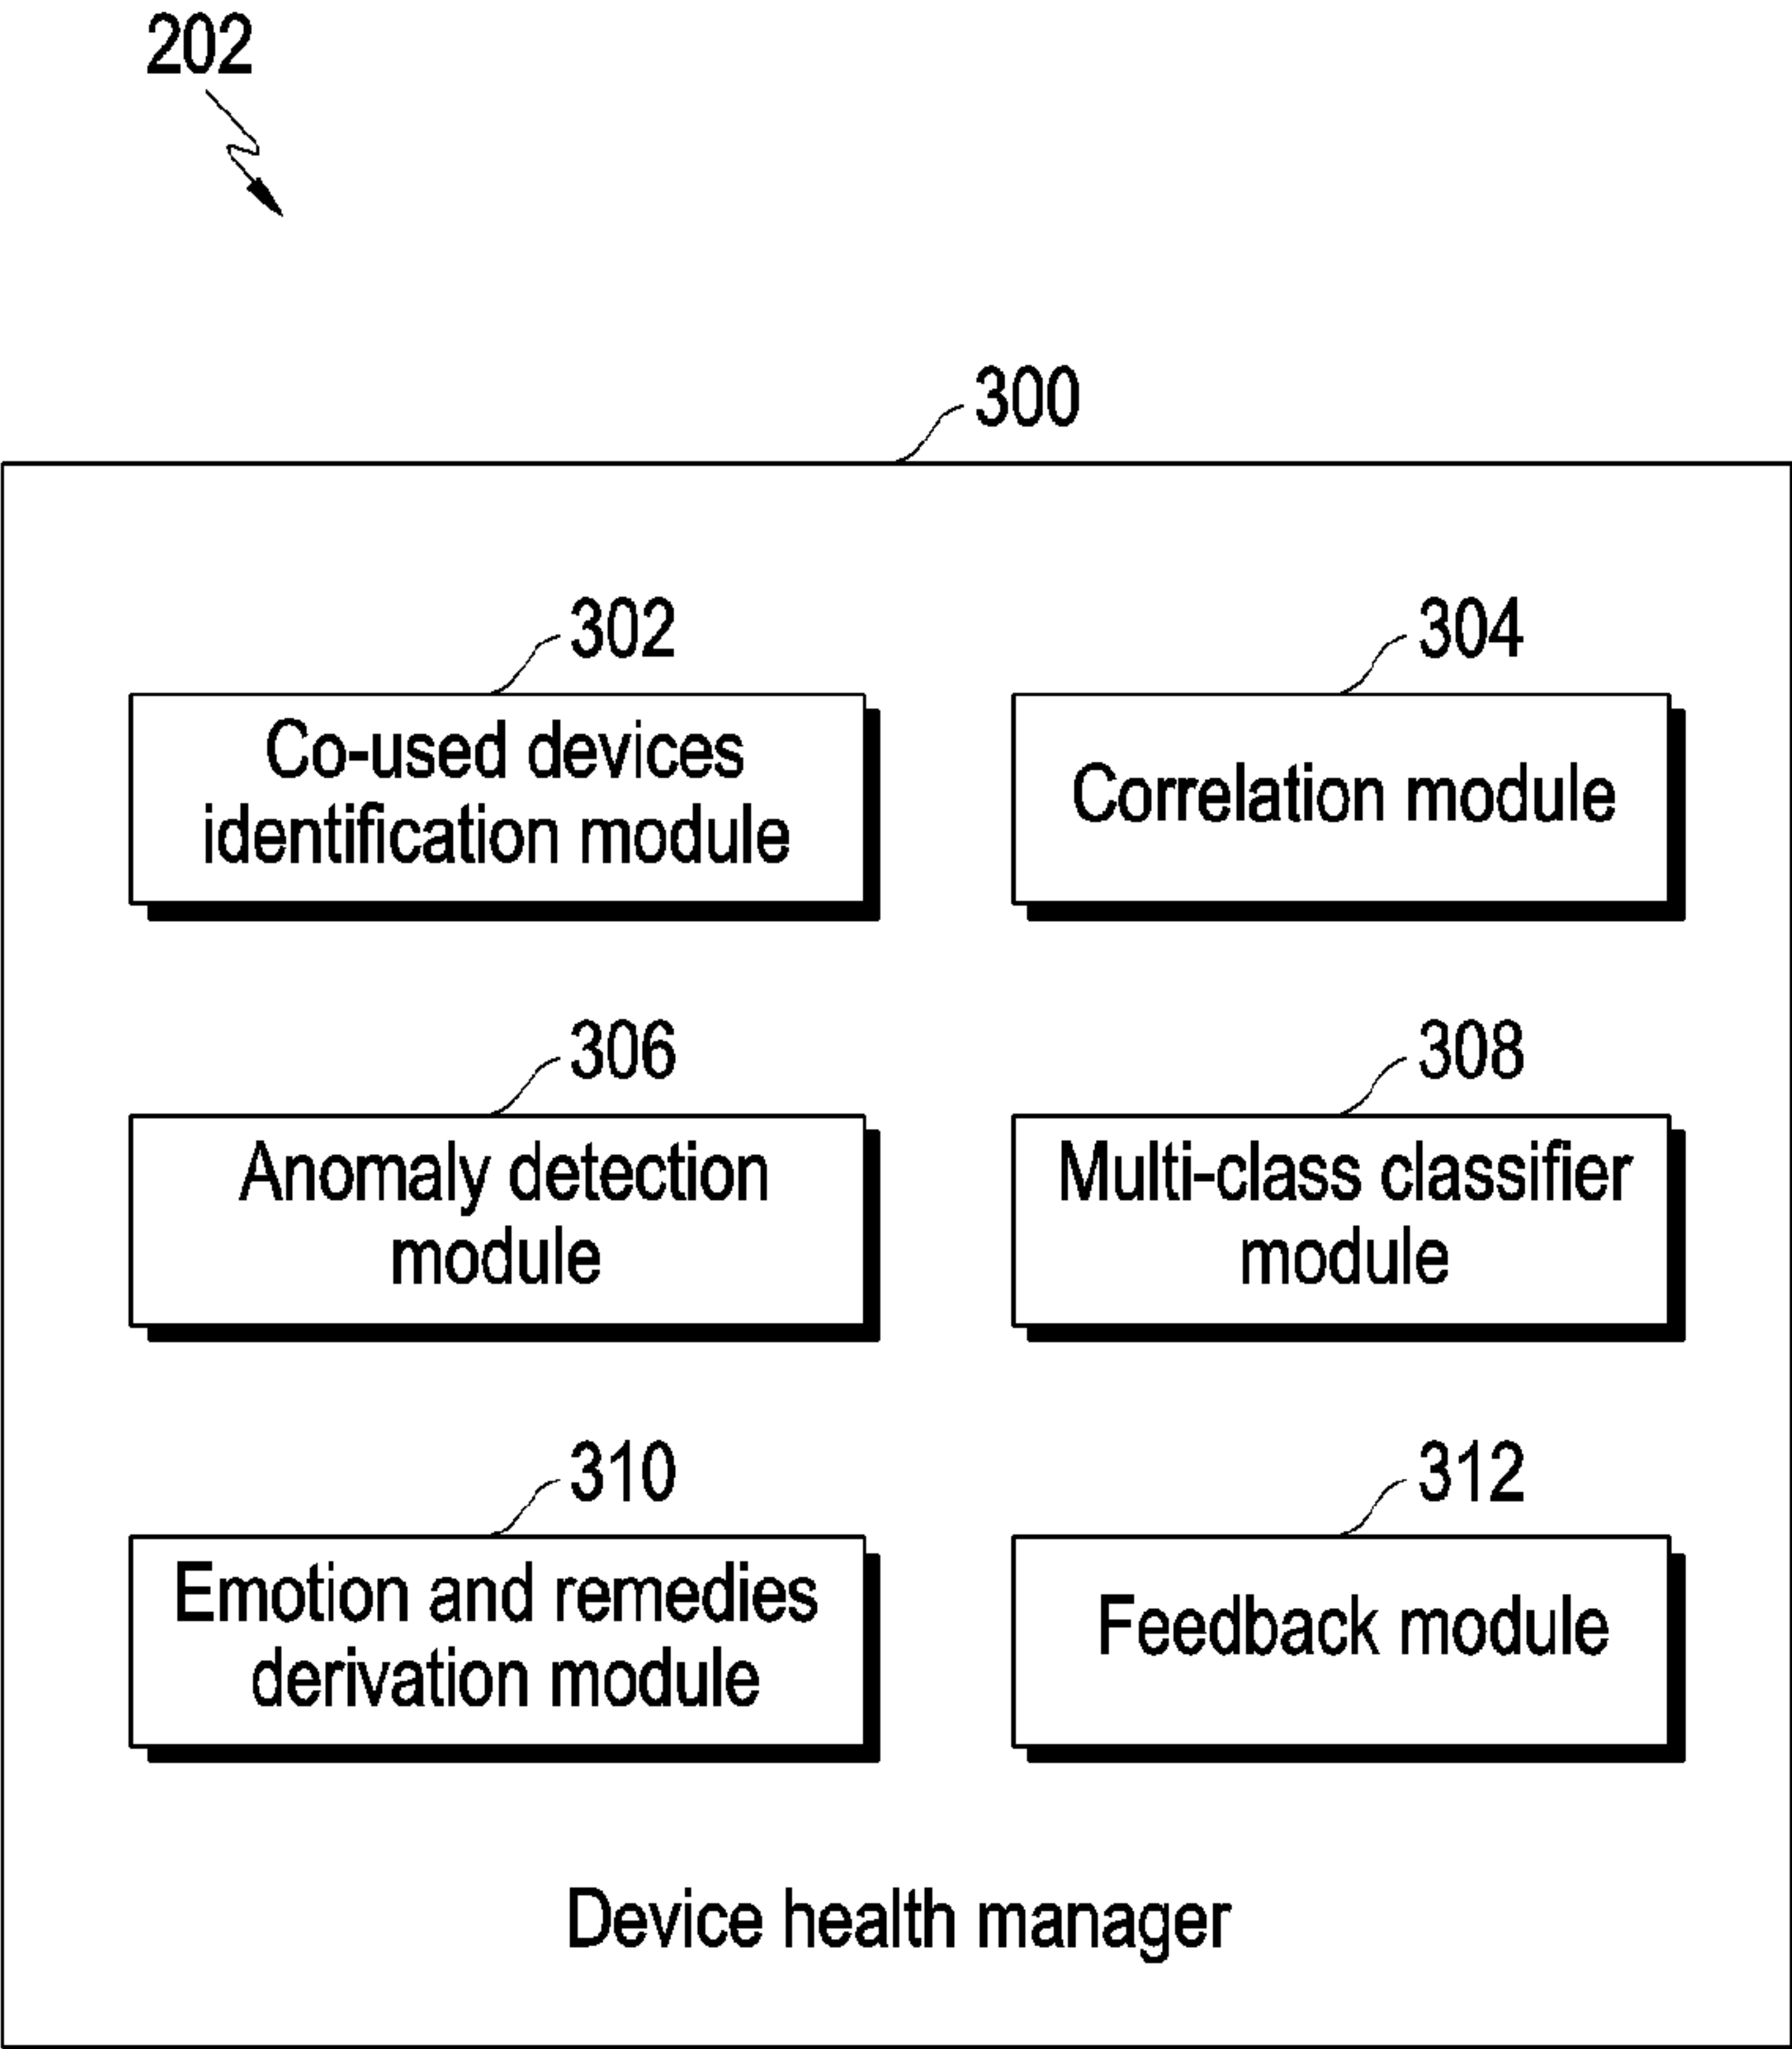 202
300
302
Co-used devices
identification module
304
Correlation module
306
Anomaly detection
module
308
Multi-class classifier
module
310
Emotion and remedies
derivation module
312
Feedback module
Device health manager